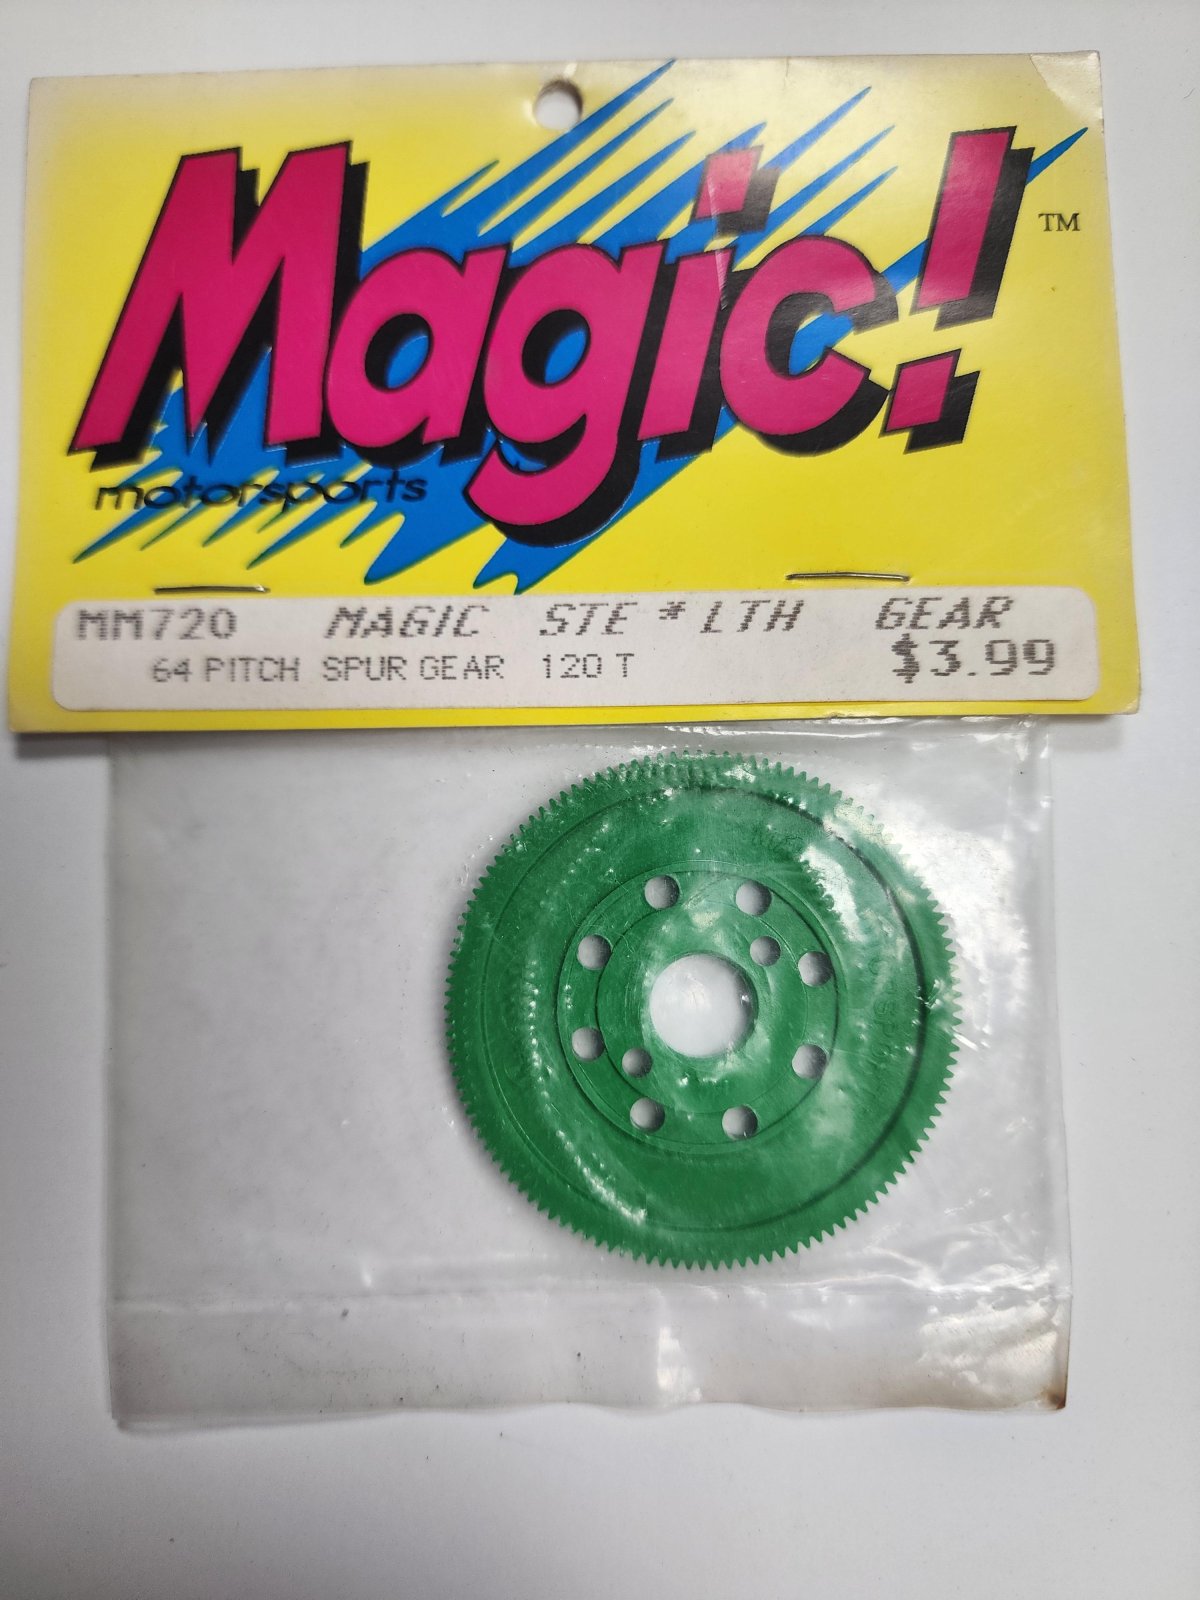 Magic!
TM
motorsports
MM720 MAGIC STE*LTH GEAR
64 PITCH SPUR GEAR 120 T $3.99